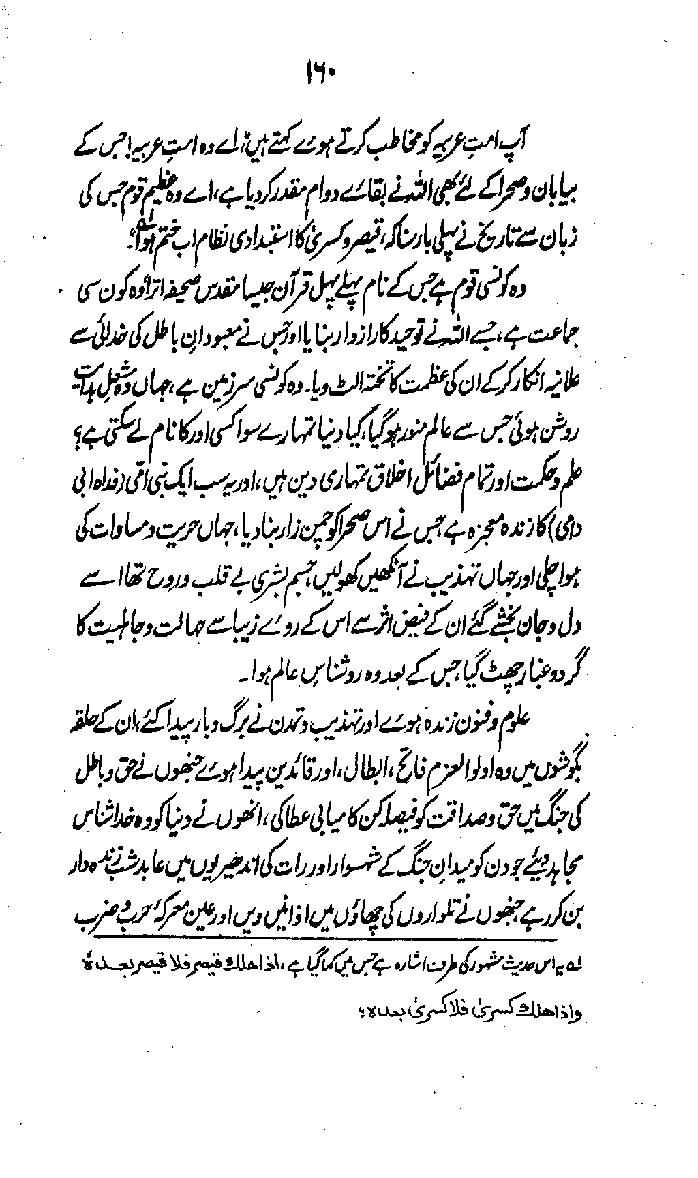 ۱۶۰
آپ امتِ عربیہ کو مخاطب کرتے ہوے کہتے ہیں، اے وہ امتِ عربیہ! جس کے
بیابان و صحرا کے لئے بھی اللہ نے بقاے دوام مقدر کر دیا ہے، اے وہ عظیم قوم جس کی
زبان سے تاریخ نے پہلی بار سنا کہ، قیصر و کسریٰ کا استبدادی نظام اب ختم ہوا لہ
وہ کونسی قوم ہے جس کے نام پہلے پہل قرآن جیسا مقدس صحیفہ اترا وہ کون سی
جماعت ہے، جسے اللہ نے توحید کا رازدار بنایا اور جس نے معبودانِ باطل کی خدائی سے
علانیہ انکار کر کے ان کی عظمت کا تختہ الٹ دیا۔ وہ کونسی سرزمین ہے، جہاں وہ مشعلِ ہدایت
روشن ہوئی جس سے عالم منور ہو گیا، کیا دنیا تمہارے سوا کسی اور کا نام لے سکتی ہے؟
علم و حکمت اور تمام فضائلِ اخلاق تمہاری دین ہیں، اور یہ سب ایک نبی امی (فداہ ابی
و امی) کا زندہ معجزہ ہے جس نے اس صحرا کو چمن زار بنا دیا، جہاں حریت و مساوات کی
ہوا چلی اور جہاں تہذیب نے آنکھیں کھولیں، جسم بشری بے قلب و روح تھا اسے
دل و جان بخشے گئے ان کے فیض اثر سے اس کے روے زیبا سے جہالت و جاہلیت کا
گرد و غبار چھٹ گیا، جس کے بعد وہ روشناسِ عالم ہوا۔
علوم و فنون زندہ ہوے اور تہذیب و تمدن نے برگ و بار پیدا کئے، ان کے حلقہ
بگوشوں میں وہ اولوالعزم فاتح، ابطال، اور قائدین پیدا ہوے جنھوں نے حق و باطل
کی جنگ میں حق و صداقت کو فیصلہ کن کامیابی عطا کی، انھوں نے دنیا کو وہ خدا شناس
مجاہد دیئے جو دن کو میدانِ جنگ کے شہسوار اور رات کی اندھیریوں میں عابد شب زندہ دار
بن کر رہے جنھوں نے تلواروں کی چھاؤں میں اذانیں دیں اور عین معرکۂ حرب و ضرب
لہ یہ اس حدیث مشہور کی طرف اشارہ ہے جس میں کہا گیا ہے، اذا ھلك قیصر فلا قیصر بعدہ
واذا ھلك کسریٰ فلا کسریٰ بعدہ